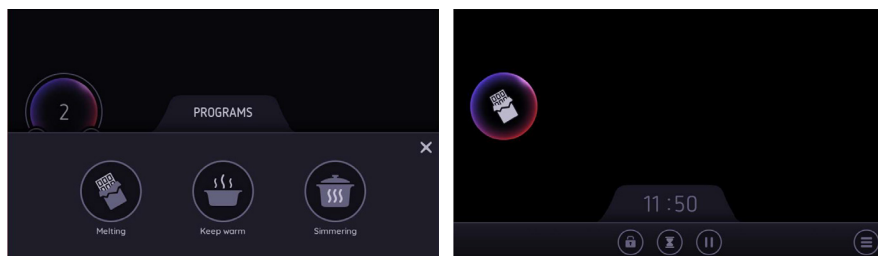 2
PROGRAMS
Melting
Keep warm
Simmering
11:50